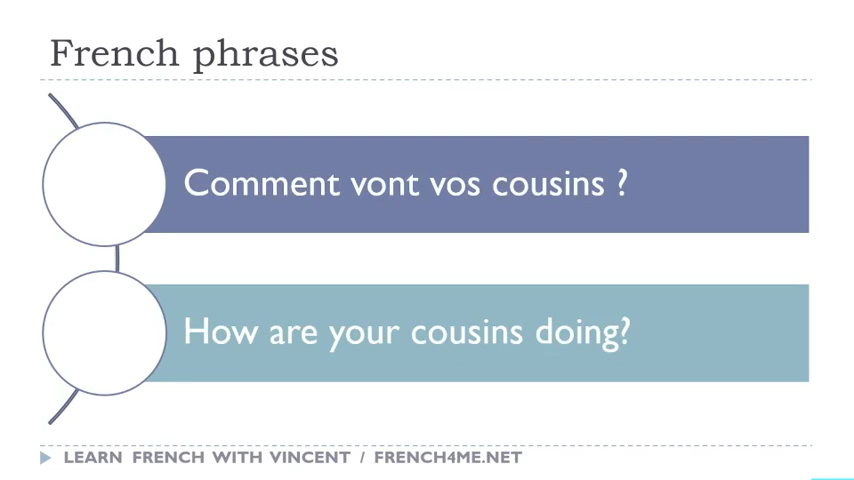 French phrases
Comment vont vos cousins ?
How are your cousins doing?
LEARN FRENCH WITH VINCENT / FRENCH4ME.NET